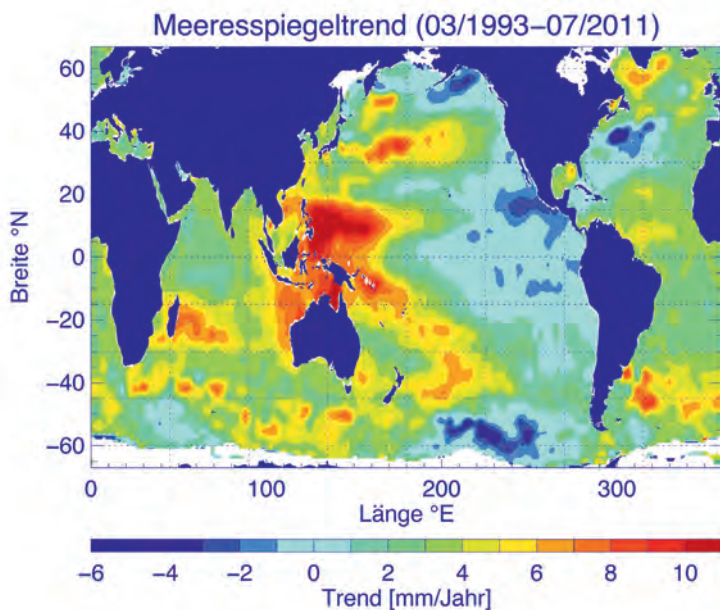 Meeresspiegeltrend (03/1993–07/2011)
60
40
20
0
−20
−40
−60
Breite °N
0 100 200 300
Länge °E
−6 −4 −2 0 2 4 6 8 10
Trend [mm/Jahr]